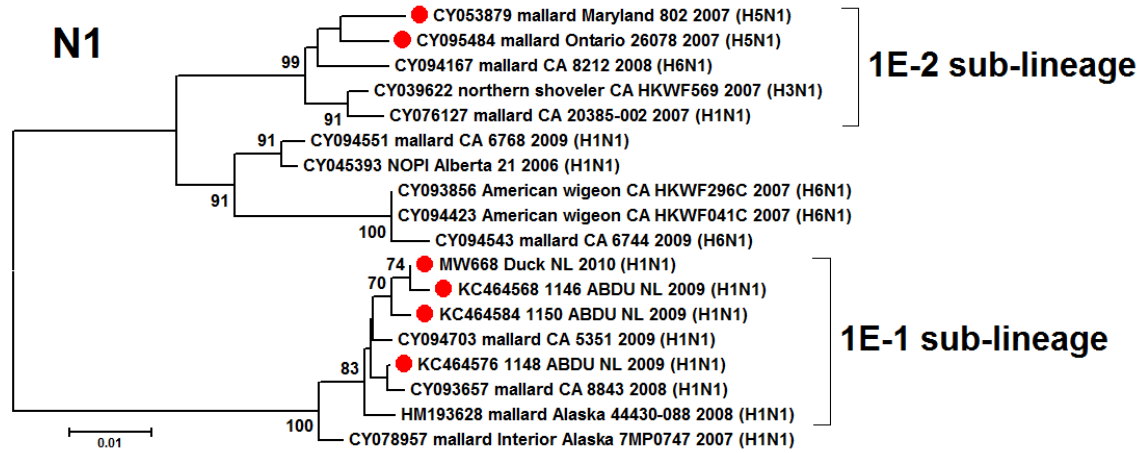 N1
CY053879 mallard Maryland 802 2007 (H5N1)
CY095484 mallard Ontario 26078 2007 (H5N1)
99
CY094167 mallard CA 8212 2008 (H6N1)
1E-2 sub-lineage
CY039622 northern shoveler CA HKWF569 2007 (H3N1)
91
CY076127 mallard CA 20385-002 2007 (H1N1)
91
CY094551 mallard CA 6768 2009 (H1N1)
CY045393 NOPI Alberta 21 2006 (H1N1)
91
CY093856 American wigeon CA HKWF296C 2007 (H6N1)
CY094423 American wigeon CA HKWF041C 2007 (H6N1)
100
CY094543 mallard CA 6744 2009 (H6N1)
74
MW668 Duck NL 2010 (H1N1)
70
KC464568 1146 ABDU NL 2009 (H1N1)
KC464584 1150 ABDU NL 2009 (H1N1)
CY094703 mallard CA 5351 2009 (H1N1)
1E-1 sub-lineage
83
KC464576 1148 ABDU NL 2009 (H1N1)
CY093657 mallard CA 8843 2008 (H1N1)
HM193628 mallard Alaska 44430-088 2008 (H1N1)
100
CY078957 mallard Interior Alaska 7MP0747 2007 (H1N1)
0.01